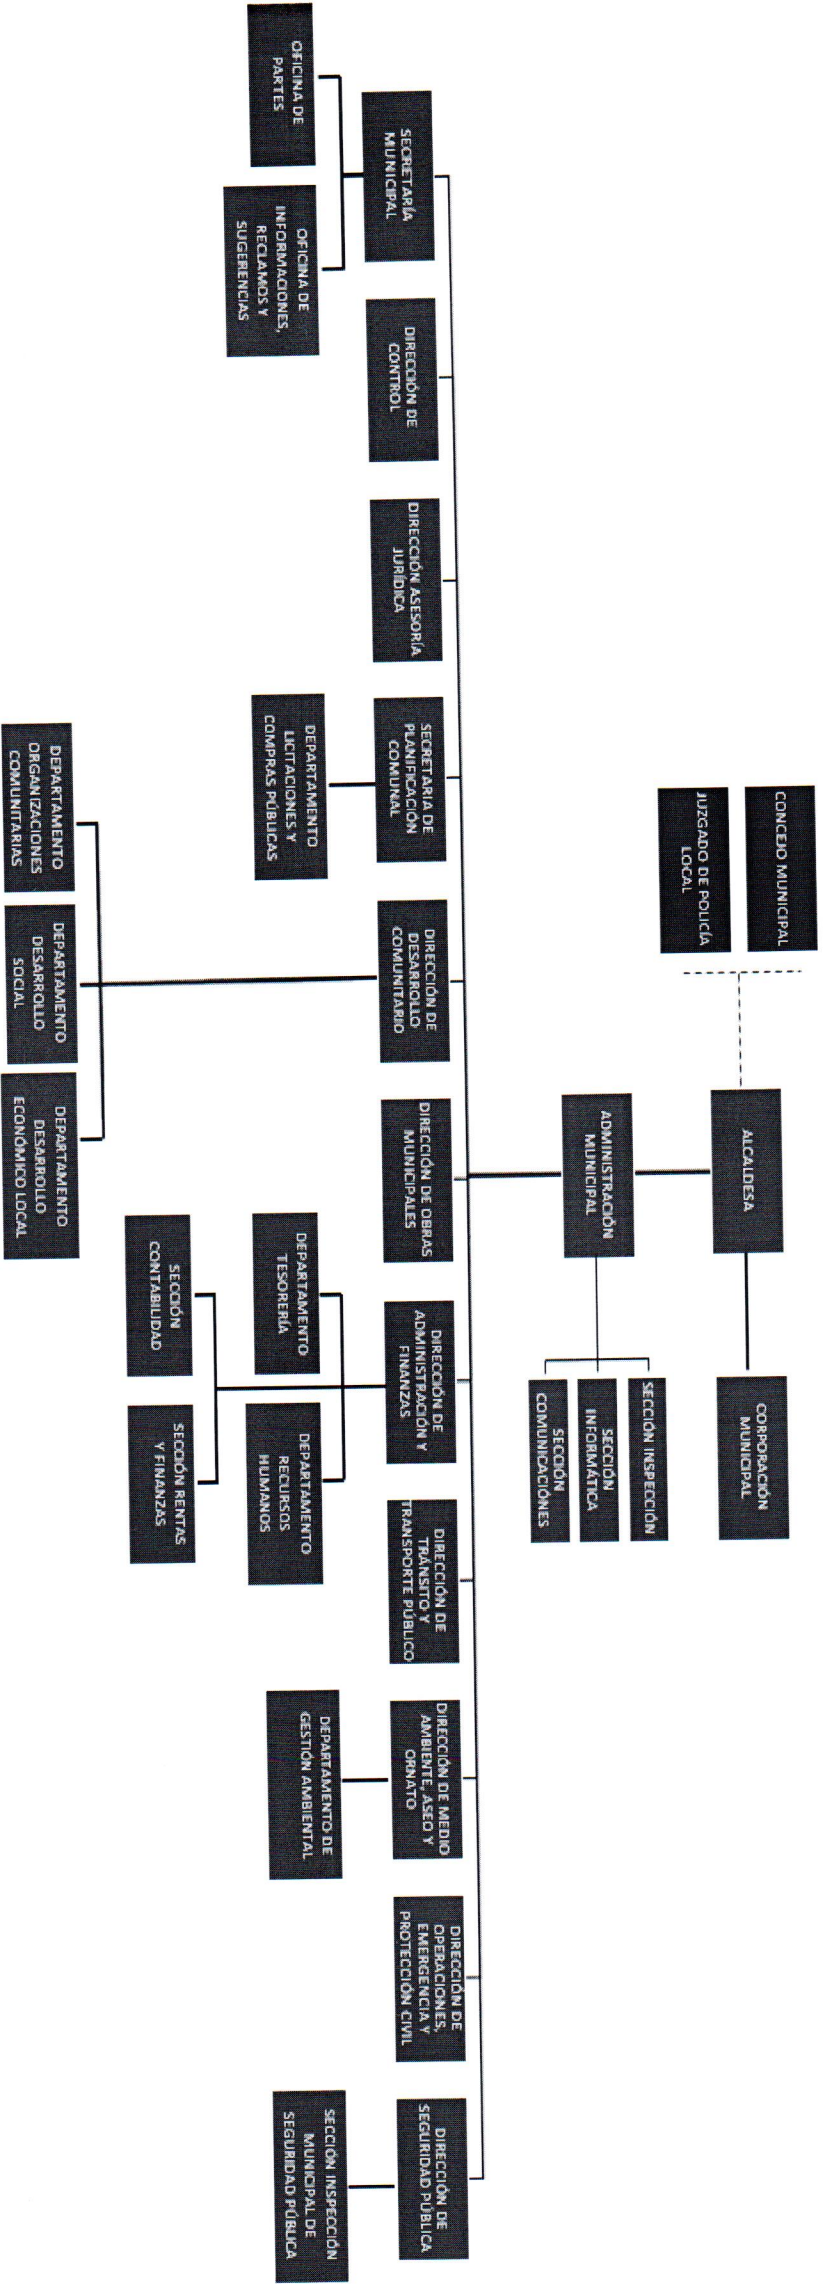 CONCEJO MUNICIPAL
JUZGADO DE POLICÍA
LOCAL
ALCALDESA
CORPORACIÓN
MUNICIPAL
ADMINISTRACIÓN
MUNICIPAL
SECCIÓN INSPECCIÓN
SECCIÓN
INFORMÁTICA
SECCIÓN
COMUNICACIONES
SECRETARÍA
MUNICIPAL
DIRECCIÓN DE
CONTROL
DIRECCIÓN ASESORÍA
JURÍDICA
SECRETARIA DE
PLANIFICACIÓN
COMUNAL
DIRECCIÓN DE
DESARROLLO
COMUNITARIO
DIRECCIÓN DE OBRAS
MUNICIPALES
DIRECCIÓN DE
ADMINISTRACIÓN Y
FINANZAS
DIRECCIÓN DE
TRÁNSITO Y
TRANSPORTE PÚBLICO
DIRECCIÓN DE MEDIO
AMBIENTE, ASEO Y
ORNATO
DIRECCIÓN DE
OPERACIONES,
EMERGENCIA Y
PROTECCIÓN CIVIL
DIRECCIÓN DE
SEGURIDAD PÚBLICA
OFICINA DE
PARTES
OFICINA DE
INFORMACIONES,
RECLAMOS Y
SUGERENCIAS
DEPARTAMENTO
LICITACIONES Y
COMPRAS PÚBLICAS
DEPARTAMENTO
TESORERÍA
DEPARTAMENTO
RECURSOS
HUMANOS
DEPARTAMENTO DE
GESTIÓN AMBIENTAL
SECCIÓN INSPECCIÓN
MUNICIPAL DE
SEGURIDAD PÚBLICA
SECCIÓN
CONTABILIDAD
SECCIÓN RENTAS
Y FINANZAS
DEPARTAMENTO
ORGANIZACIONES
COMUNITARIAS
DEPARTAMENTO
DESARROLLO
SOCIAL
DEPARTAMENTO
DESARROLLO
ECONÓMICO LOCAL